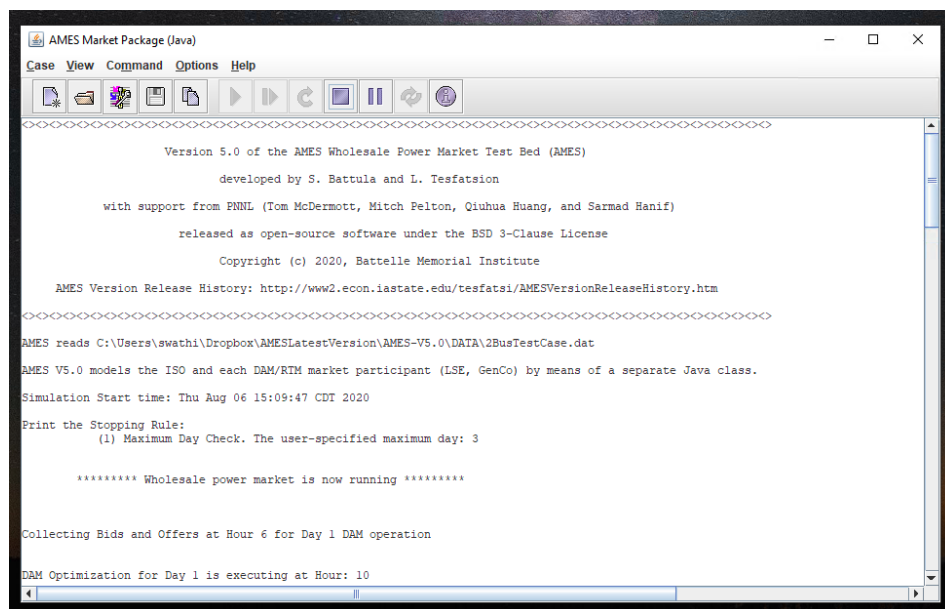 AMES Market Package (Java)
Case View Command Options Help
<><><><><><><><><><><><><><><><><><><><><><><><><><><><><><><><><><><><><><><><><><><><><><><><><><><><><><><>
Version 5.0 of the AMES Wholesale Power Market Test Bed (AMES)
developed by S. Battula and L. Tesfatsion
with support from PNNL (Tom McDermott, Mitch Pelton, Qiuhua Huang, and Sarmad Hanif)
released as open-source software under the BSD 3-Clause License
Copyright (c) 2020, Battelle Memorial Institute
AMES Version Release History: http://www2.econ.iastate.edu/tesfatsi/AMESVersionReleaseHistory.htm
<><><><><><><><><><><><><><><><><><><><><><><><><><><><><><><><><><><><><><><><><><><><><><><><><><><><><><><>
AMES reads C:\Users\swathi\Dropbox\AMESLatestVersion\AMES-V5.0\DATA\2BusTestCase.dat
AMES V5.0 models the ISO and each DAM/RTM market participant (LSE, GenCo) by means of a separate Java class.
Simulation Start time: Thu Aug 06 15:09:47 CDT 2020
Print the Stopping Rule:
(1) Maximum Day Check. The user-specified maximum day: 3
********* Wholesale power market is now running *********
Collecting Bids and Offers at Hour 6 for Day 1 DAM operation
DAM Optimization for Day 1 is executing at Hour: 10